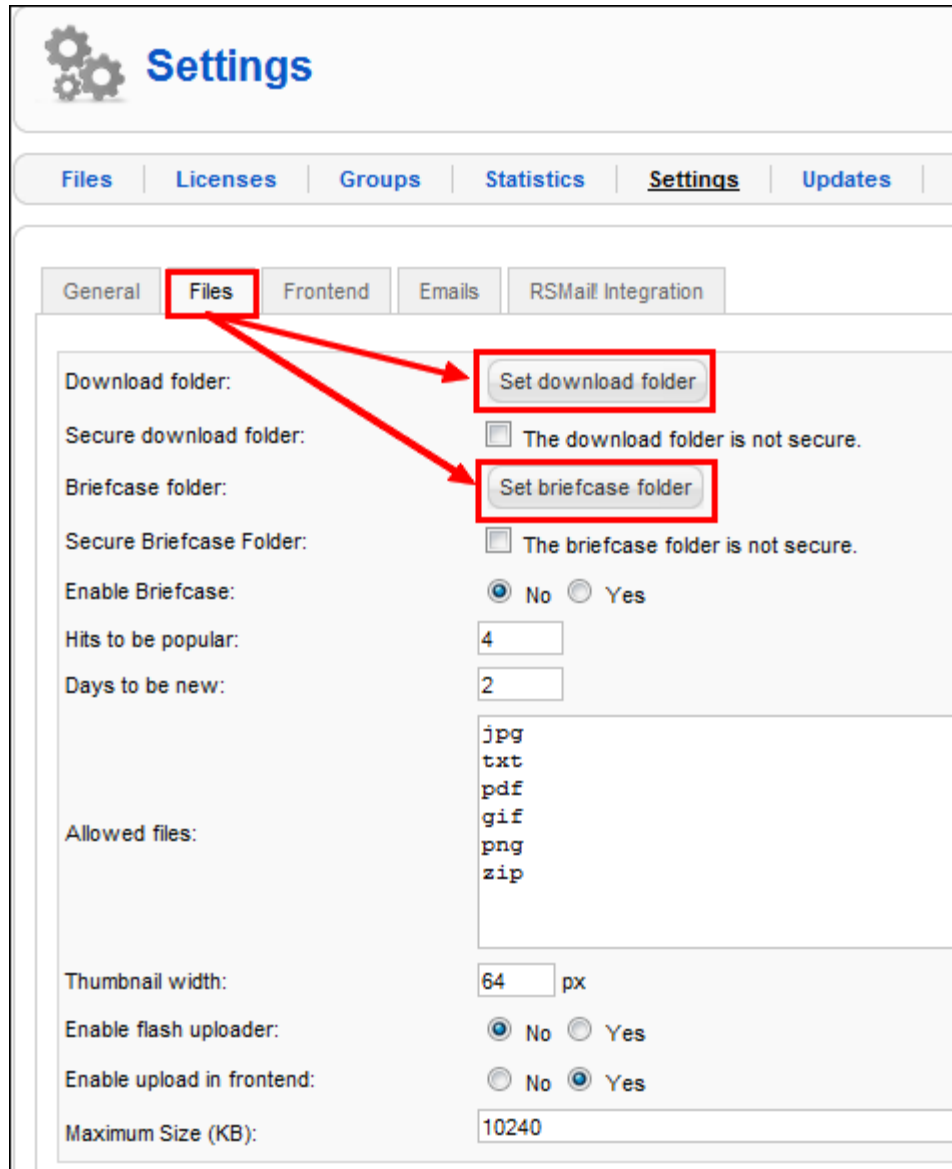 Settings
Files Licenses Groups Statistics Settings Updates
General Files Frontend Emails RSMail! Integration
Download folder: Set download folder
Secure download folder: The download folder is not secure.
Briefcase folder: Set briefcase folder
Secure Briefcase Folder: The briefcase folder is not secure.
Enable Briefcase: No Yes
Hits to be popular: 4
Days to be new: 2
Allowed files:
jpg
txt
pdf
gif
png
zip
Thumbnail width: 64 px
Enable flash uploader: No Yes
Enable upload in frontend: No Yes
Maximum Size (KB): 10240